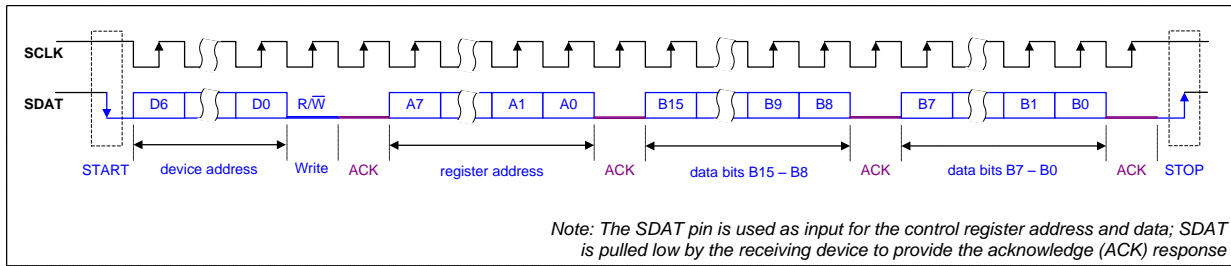 SCLK
SDAT
D6 D0 R/W A7 A1 A0 B15 B9 B8 B7 B1 B0
START device address Write ACK register address ACK data bits B15 – B8 ACK data bits B7 – B0 ACK STOP
Note: The SDAT pin is used as input for the control register address and data; SDAT
is pulled low by the receiving device to provide the acknowledge (ACK) response